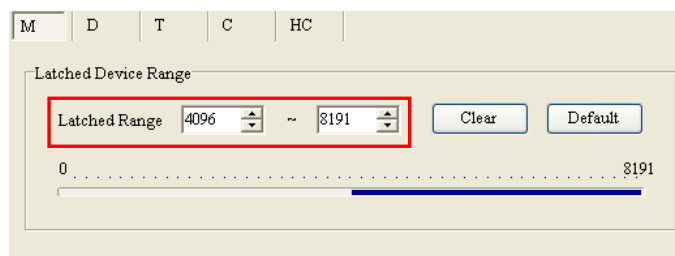 M D T C HC
Latched Device Range
Latched Range 4096 ~ 8191 Clear Default
0 8191